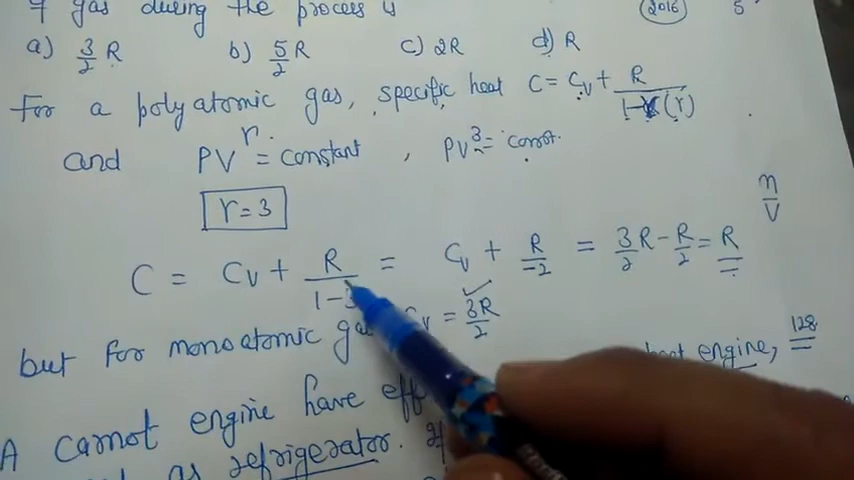 of gas during the process is (2016) 5
a) 3/2 R b) 5/2 R c) 2R d) R
For a polyatomic gas, specific heat C = Cv + R/(1-(r))
and PV^r = constant, PV^3 = const.
r = 3
n/V
C = Cv + R/(1-3 = Cv + R/-2 = 3/2 R - R/2 = R
but for monoatomic ga Cv = 3R/2
engine, 128
A carnot engine have eff
as refrigerator.